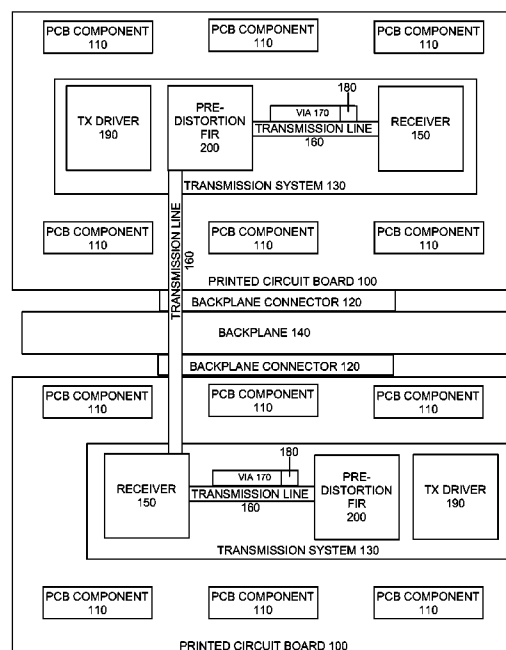 PCB COMPONENT PCB COMPONENT PCB COMPONENT
110 110 110
180
TX DRIVER
190
PRE-
DISTORTION
FIR
200
VIA 170
TRANSMISSION LINE
160
RECEIVER
150
TRANSMISSION SYSTEM 130
TRANSMISSION LINE
160
PCB COMPONENT PCB COMPONENT PCB COMPONENT
110 110 110
PRINTED CIRCUIT BOARD 100
BACKPLANE CONNECTOR 120
BACKPLANE 140
BACKPLANE CONNECTOR 120
PCB COMPONENT PCB COMPONENT PCB COMPONENT
110 110 110
180
RECEIVER
150
VIA 170
TRANSMISSION LINE
160
PRE-
DISTORTION
FIR
200
TX DRIVER
190
TRANSMISSION SYSTEM 130
PCB COMPONENT PCB COMPONENT PCB COMPONENT
110 110 110
PRINTED CIRCUIT BOARD 100